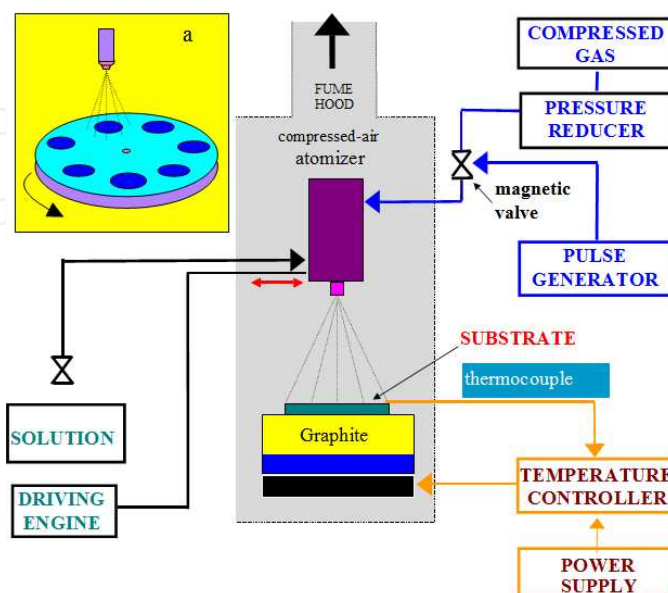 a
FUME
HOOD
compressed-air
atomizer
COMPRESSED
GAS
PRESSURE
REDUCER
magnetic
valve
PULSE
GENERATOR
SUBSTRATE
thermocouple
Graphite
SOLUTION
DRIVING
ENGINE
TEMPERATURE
CONTROLLER
POWER
SUPPLY